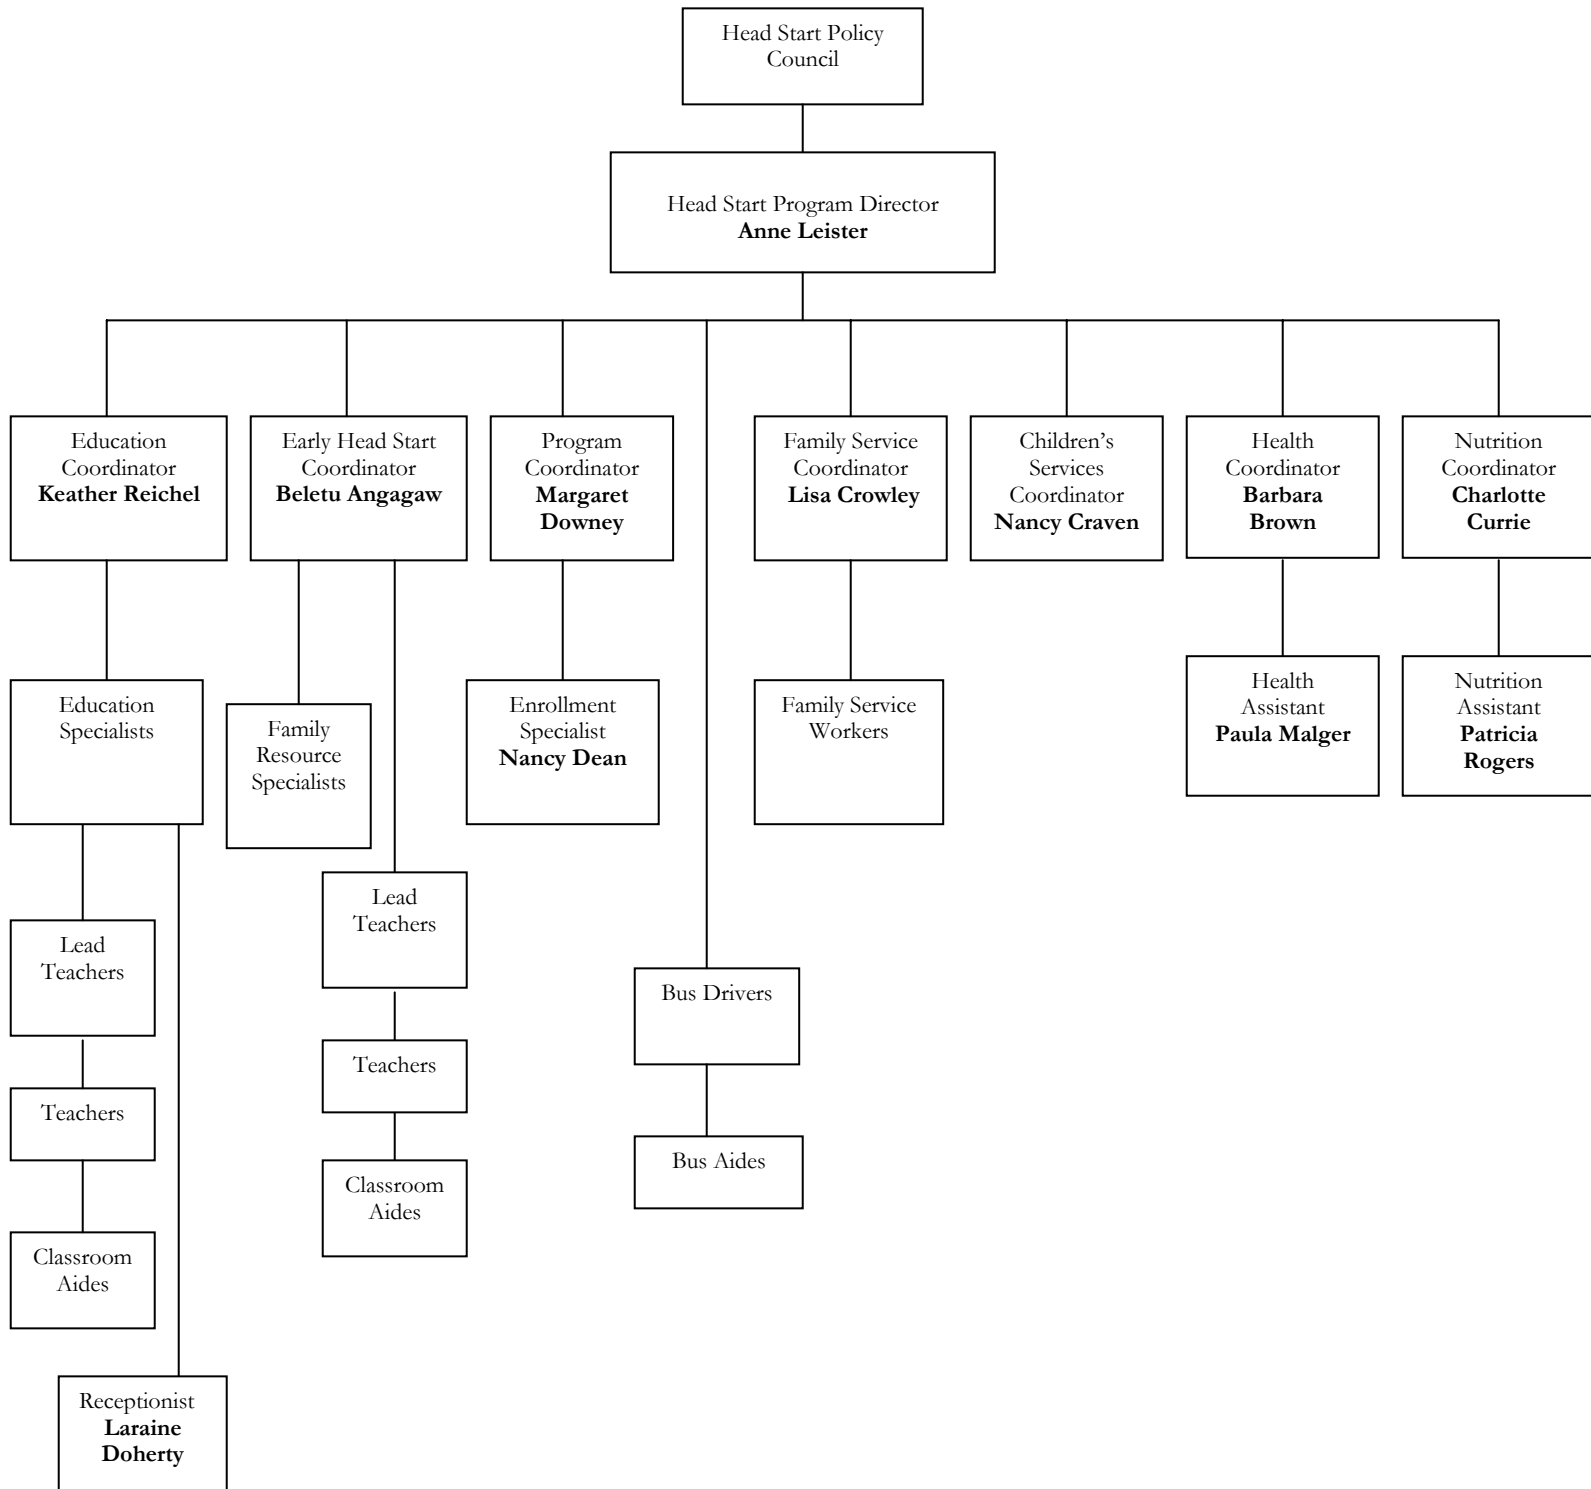 Head Start Policy
Council
Head Start Program Director
Anne Leister
Education
Coordinator
Keather Reichel
Early Head Start
Coordinator
Beletu Angagaw
Program
Coordinator
Margaret
Downey
Family Service
Coordinator
Lisa Crowley
Children's
Services
Coordinator
Nancy Craven
Health
Coordinator
Barbara
Brown
Nutrition
Coordinator
Charlotte
Currie
Education
Specialists
Family
Resource
Specialists
Enrollment
Specialist
Nancy Dean
Family Service
Workers
Health
Assistant
Paula Malger
Nutrition
Assistant
Patricia
Rogers
Lead
Teachers
Teachers
Classroom
Aides
Lead
Teachers
Teachers
Classroom
Aides
Bus Drivers
Bus Aides
Receptionist
Laraine
Doherty